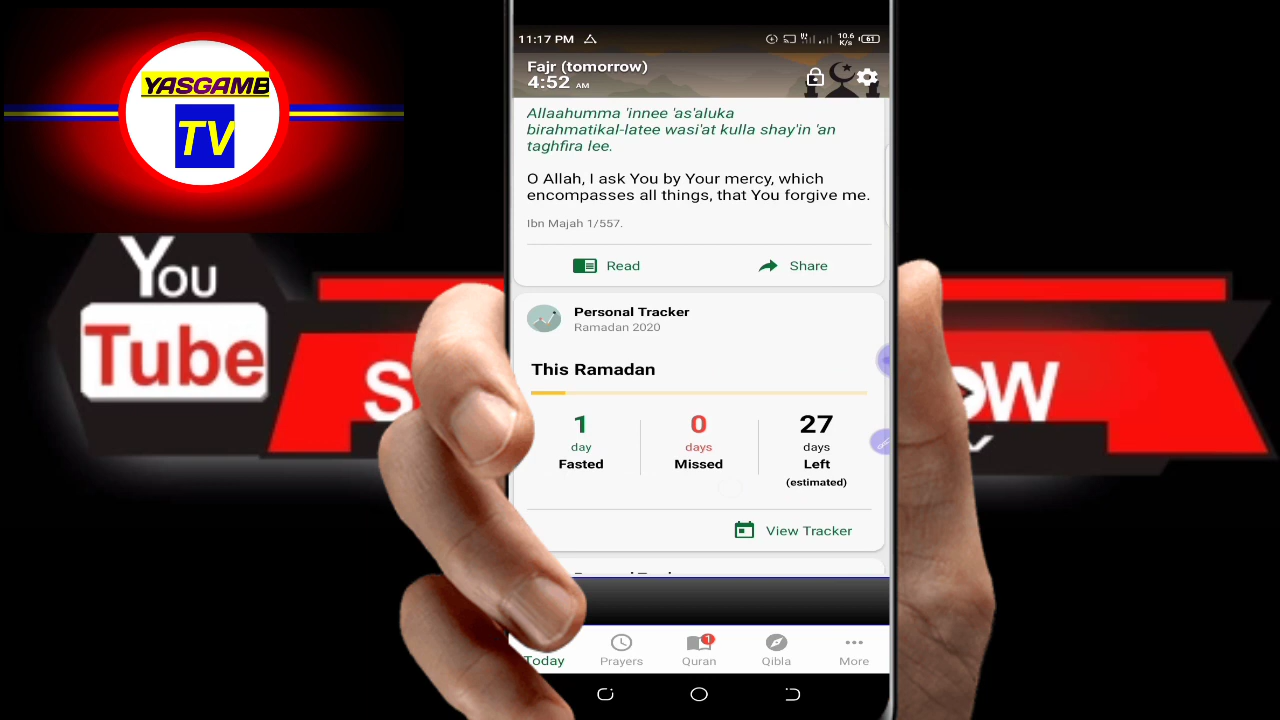 YASGAMB
TV
You
Tube
S
OW
11:17 PM
10.6
K/s
61
Fajr (tomorrow)
4:52 AM
Allaahumma 'innee 'as'aluka
birahmatikal-latee wasi'at kulla shay'in 'an
taghfira lee.
O Allah, I ask You by Your mercy, which
encompasses all things, that You forgive me.
Ibn Majah 1/557.
Read
Share
Personal Tracker
Ramadan 2020
This Ramadan
1
0
27
day
days
days
Fasted
Missed
Left
(estimated)
View Tracker
1
Today
Prayers
Quran
Qibla
More